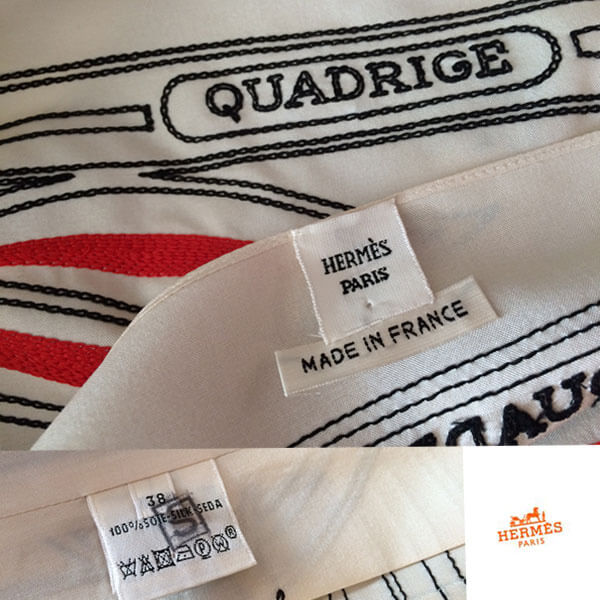 QUADRIGE
HERMÈS
PARIS
MADE IN FRANCE
38
100%SOIE-SILK-SEDA
S
P W
HERMÈS
PARIS